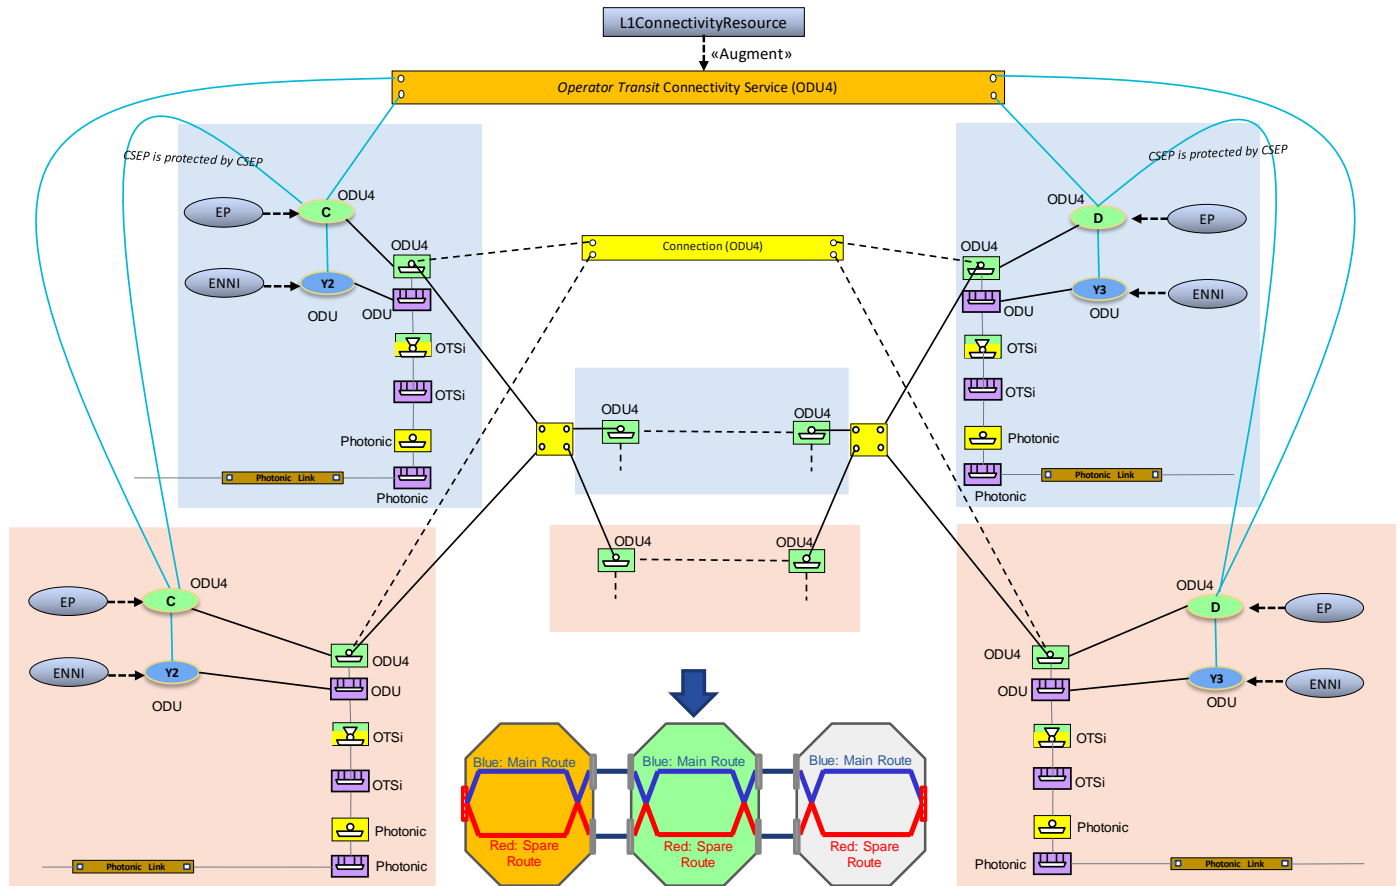 L1ConnectivityResource
«Augment»
Operator Transit Connectivity Service (ODU4)
CSEP is protected by CSEP
CSEP is protected by CSEP
ODU4
EP
C
ODU4
ENNI
Y2
ODU
ODU
OTSi
OTSi
Photonic
Photonic Link
Photonic
Connection (ODU4)
ODU4
D
EP
ODU4
Y3
ENNI
ODU
ODU
OTSi
OTSi
Photonic
Photonic Link
Photonic
ODU4
ODU4
ODU4
ODU4
ODU4
EP
C
ENNI
Y2
ODU
ODU4
ODU
OTSi
OTSi
Photonic
Photonic Link
Photonic
ODU4
D
EP
ODU4
Y3
ENNI
ODU
ODU
OTSi
OTSi
Photonic
Photonic
Photonic Link
Blue: Main Route
Red: Spare
Route
Blue: Main Route
Red: Spare
Route
Blue: Main Route
Red: Spare
Route